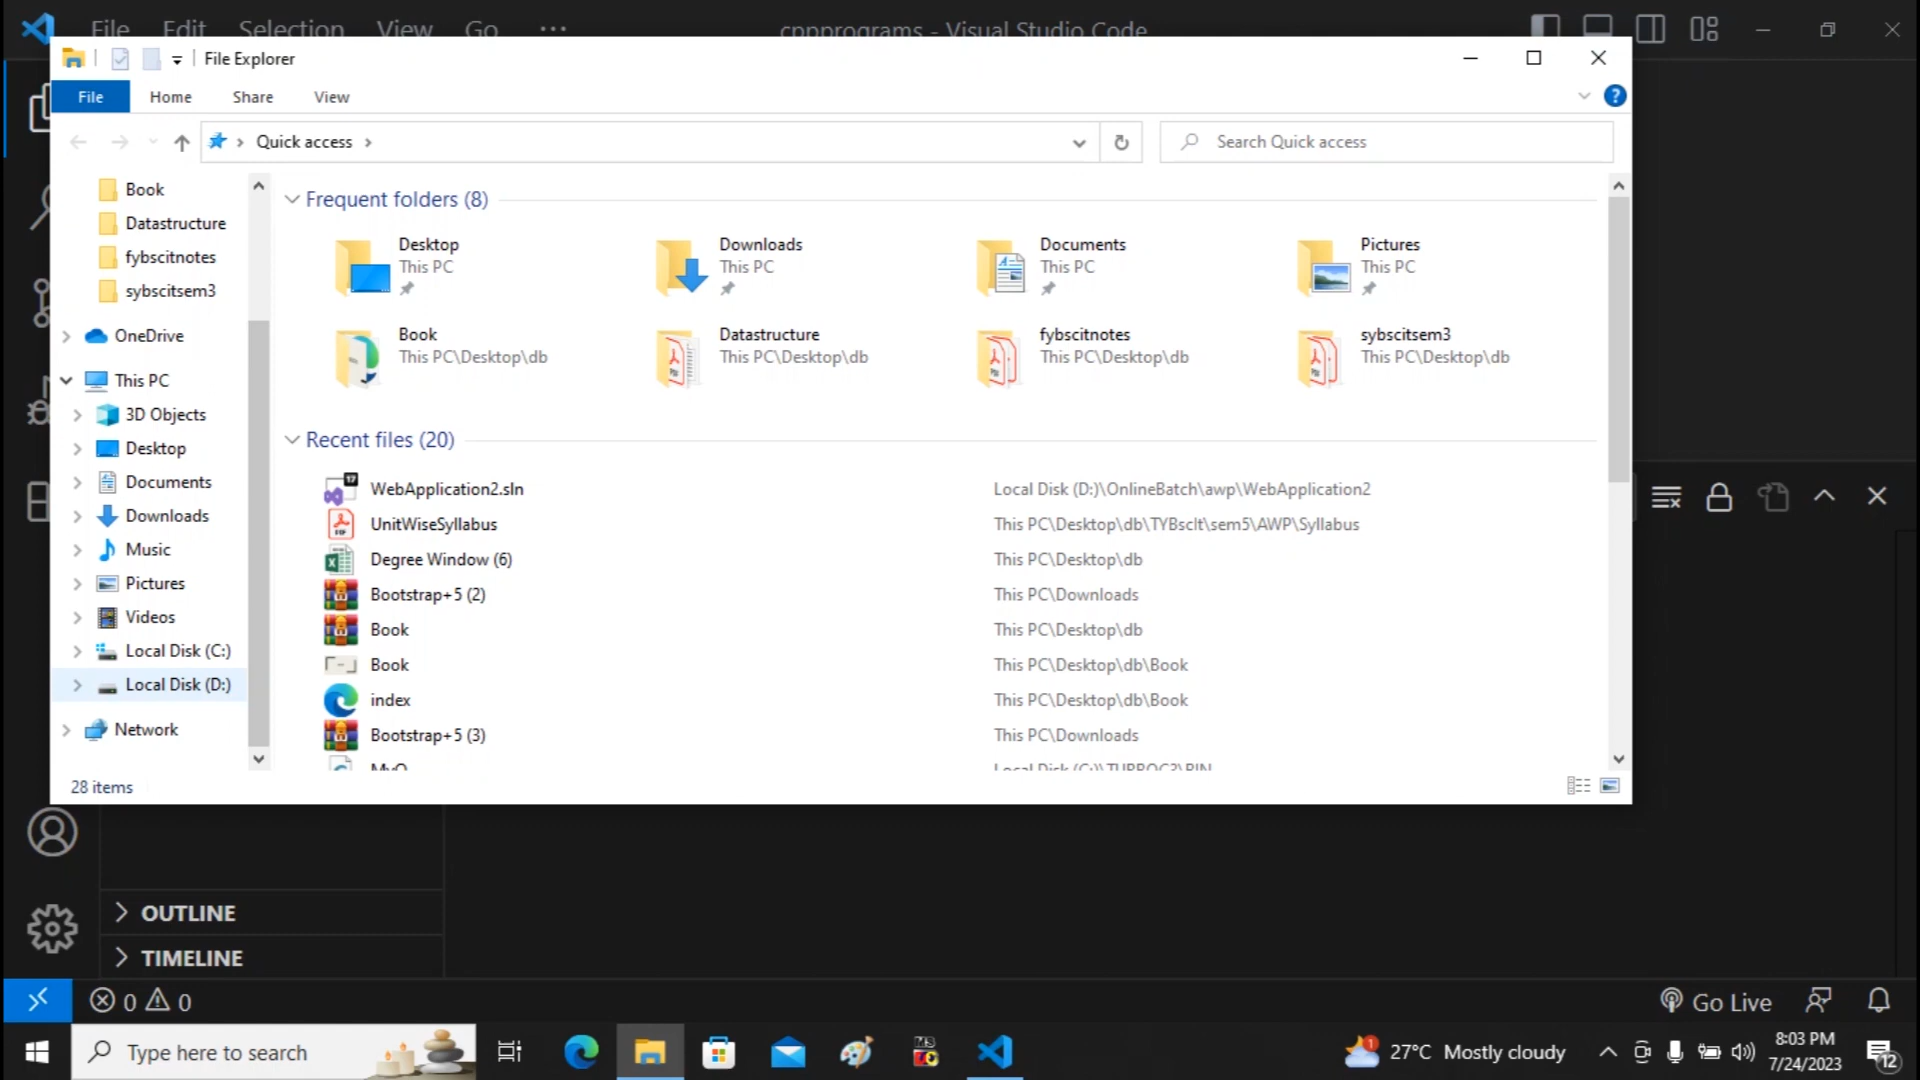 File Edit Selection View Go ...
cppprograms - Visual Studio Code
File Explorer
File Home Share View
Quick access
Search Quick access
Book
Datastructure
fybscitnotes
sybscitsem3
OneDrive
This PC
3D Objects
Desktop
Documents
Downloads
Music
Pictures
Videos
Local Disk (C:)
Local Disk (D:)
Network
Frequent folders (8)
Desktop
This PC
Downloads
This PC
Documents
This PC
Pictures
This PC
Book
This PC\Desktop\db
Datastructure
This PC\Desktop\db
fybscitnotes
This PC\Desktop\db
sybscitsem3
This PC\Desktop\db
Recent files (20)
WebApplication2.sln Local Disk (D:)\OnlineBatch\awp\WebApplication2
UnitWiseSyllabus This PC\Desktop\db\TYBscIt\sem5\AWP\Syllabus
Degree Window (6) This PC\Desktop\db
Bootstrap+5 (2) This PC\Downloads
Book This PC\Desktop\db
Book This PC\Desktop\db\Book
index This PC\Desktop\db\Book
Bootstrap+5 (3) This PC\Downloads
MyQ Local Disk (C:)\TURBOC3\BIN
28 items
OUTLINE
TIMELINE
0 0
Go Live
Type here to search
27°C Mostly cloudy
8:03 PM
7/24/2023
12